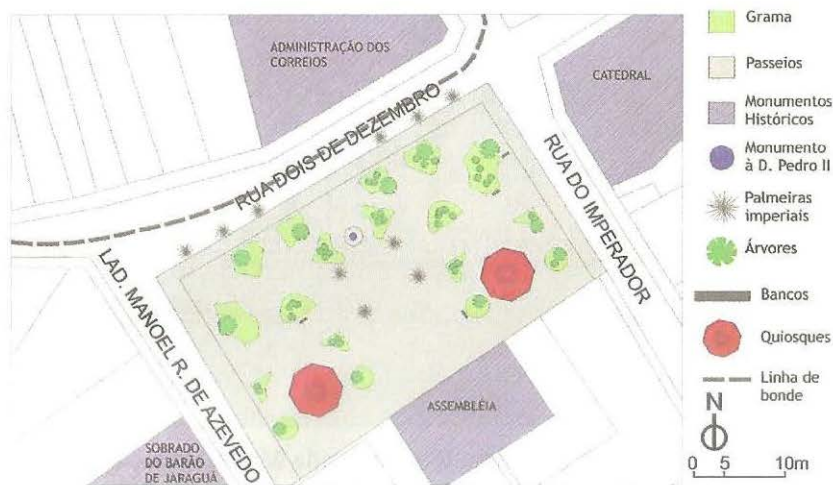 ADMINISTRAÇÃO DOS
CORREIOS
CATEDRAL
RUA DOIS DE DEZEMBRO
RUA DO IMPERADOR
LAD. MANOEL R. DE AZEVEDO
ASSEMBLÉIA
SOBRADO
DO BARÃO
DE JARAGUÁ
Grama
Passeios
Monumentos
Históricos
Monumento
à D. Pedro II
Palmeiras
imperiais
Árvores
Bancos
Quiosques
Linha de
bonde
N
0 5 10m